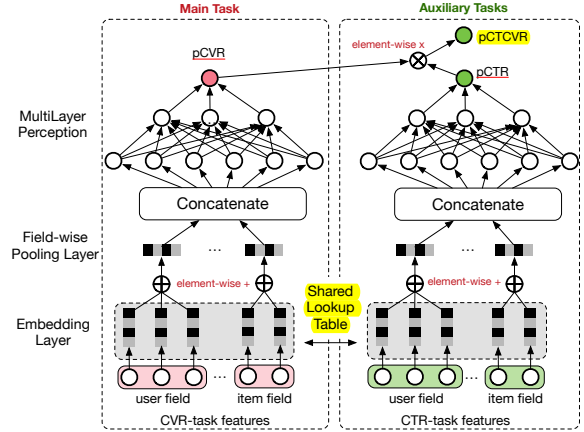 Main Task
Auxiliary Tasks
pCTCVR
element-wise x
pCVR
pCTR
MultiLayer
Perception
Concatenate
Concatenate
Field-wise
Pooling Layer
...
...
element-wise +
element-wise +
Shared
Lookup
Table
Embedding
Layer
...
...
user field
item field
user field
item field
CVR-task features
CTR-task features